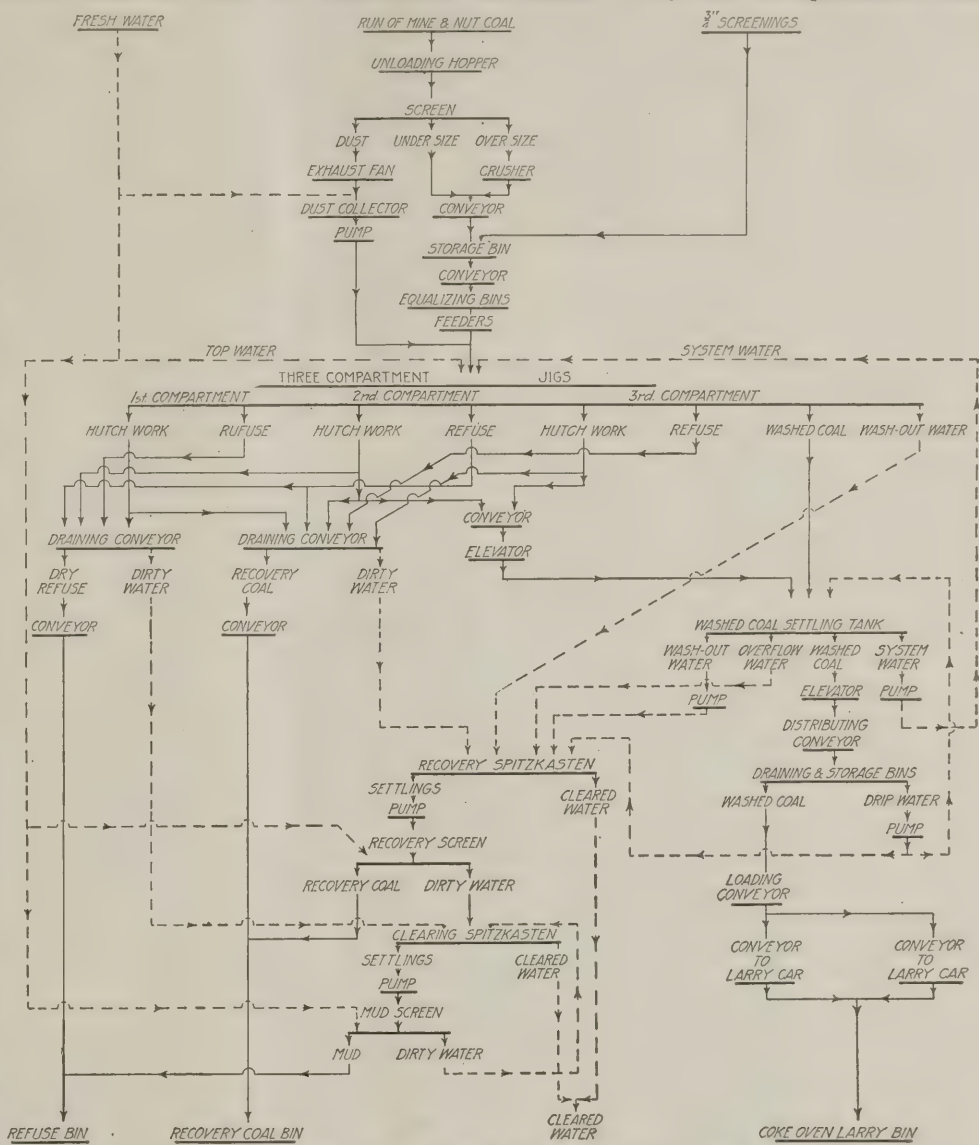 FRESH WATER
RUN OF MINE & NUT COAL
3/4" SCREENINGS
UNLOADING HOPPER
SCREEN
DUST
UNDER SIZE
OVER SIZE
EXHAUST FAN
CRUSHER
DUST COLLECTOR
CONVEYOR
PUMP
STORAGE BIN
CONVEYOR
EQUALIZING BINS
FEEDERS
TOP WATER
SYSTEM WATER
THREE COMPARTMENT JIGS
1st COMPARTMENT
2nd. COMPARTMENT
3rd. COMPARTMENT
HUTCH WORK
RUFUSE
HUTCH WORK
REFUSE
HUTCH WORK
REFUSE
WASHED COAL
WASH-OUT WATER
CONVEYOR
DRAINING CONVEYOR
DRAINING CONVEYOR
ELEVATOR
DRY
REFUSE
DIRTY
WATER
RECOVERY
COAL
DIRTY
WATER
CONVEYOR
CONVEYOR
WASHED COAL SETTLING TANK
WASH-OUT
WATER
OVERFLOW
WATER
WASHED
COAL
SYSTEM
WATER
PUMP
ELEVATOR
PUMP
DISTRIBUTING
CONVEYOR
RECOVERY SPITZKASTEN
DRAINING & STORAGE BINS
SETTLINGS
CLEARED
WATER
WASHED COAL
DRIP WATER
PUMP
PUMP
RECOVERY SCREEN
RECOVERY COAL
DIRTY WATER
LOADING
CONVEYOR
CLEARING SPITZKASTEN
SETTLINGS
CLEARED
WATER
CONVEYOR
TO
LARRY CAR
CONVEYOR
TO
LARRY CAR
PUMP
MUD SCREEN
MUD
DIRTY WATER
REFUSE BIN
RECOVERY COAL BIN
CLEARED
WATER
COKE OVEN LARRY BIN